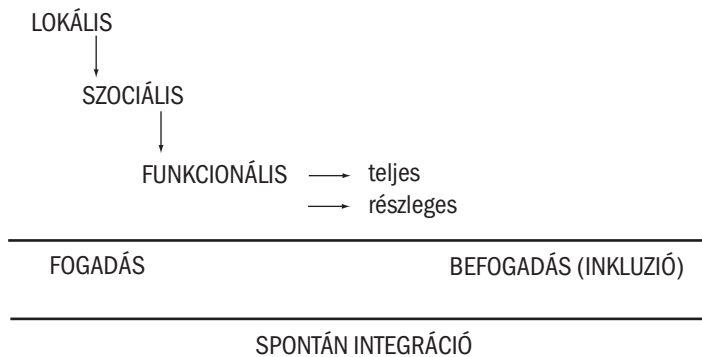 LOKÁLIS
SZOCIÁLIS
FUNKCIONÁLIS teljes
részleges
FOGADÁS BEFOGADÁS (INKLUZIÓ)
SPONTÁN INTEGRÁCIÓ